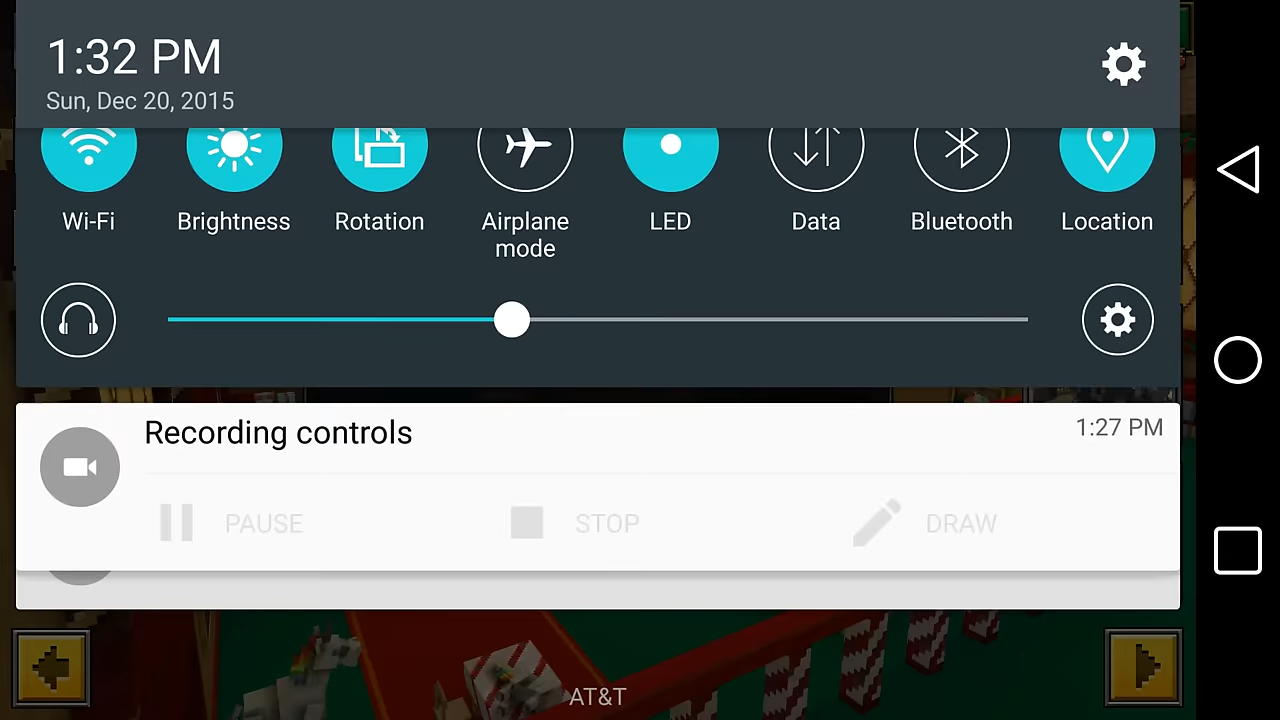 1:32 PM
Sun, Dec 20, 2015
Wi-Fi
Brightness
Rotation
Airplane
mode
LED
Data
Bluetooth
Location
Recording controls
1:27 PM
PAUSE
STOP
DRAW
AT&T